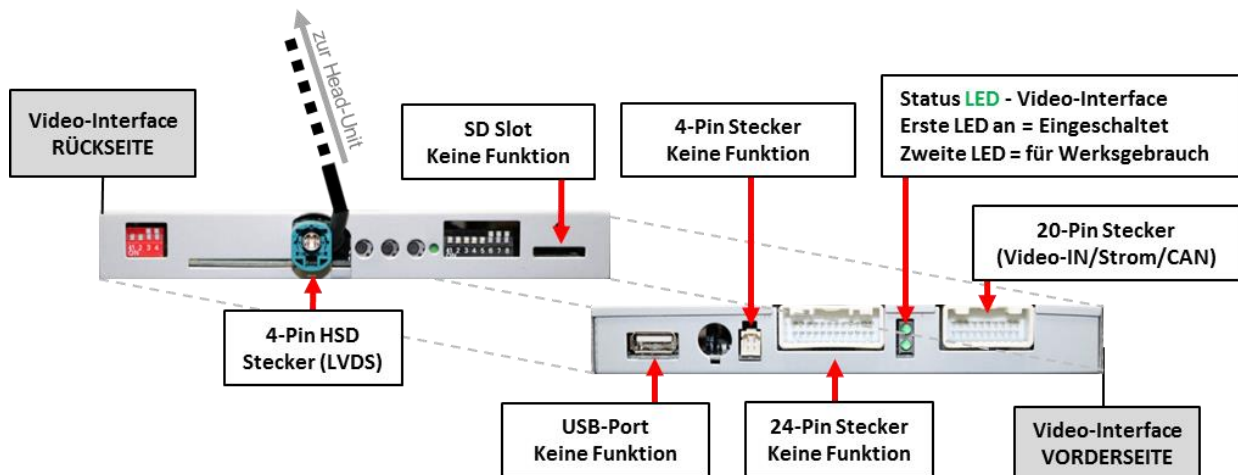 zur Head-Unit
Video-Interface
RÜCKSEITE
SD Slot
Keine Funktion
4-Pin Stecker
Keine Funktion
Status LED - Video-Interface
Erste LED an = Eingeschaltet
Zweite LED = für Werksgebrauch
20-Pin Stecker
(Video-IN/Strom/CAN)
4-Pin HSD
Stecker (LVDS)
USB-Port
Keine Funktion
24-Pin Stecker
Keine Funktion
Video-Interface
VORDERSEITE